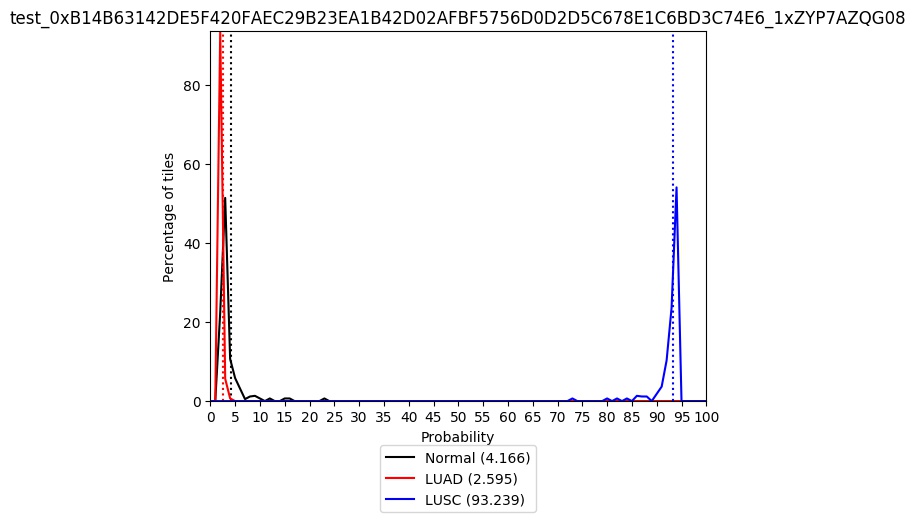 test_0xB14B63142DE5F420FAEC29B23EA1B42D02AFBF5756D0D2D5C678E1C6BD3C74E6_1xZYP7AZQG08
80
60
40
20
0
Percentage of tiles
0 5 10 15 20 25 30 35 40 45 50 55 60 65 70 75 80 85 90 95 100
Probability
Normal (4.166)
LUAD (2.595)
LUSC (93.239)